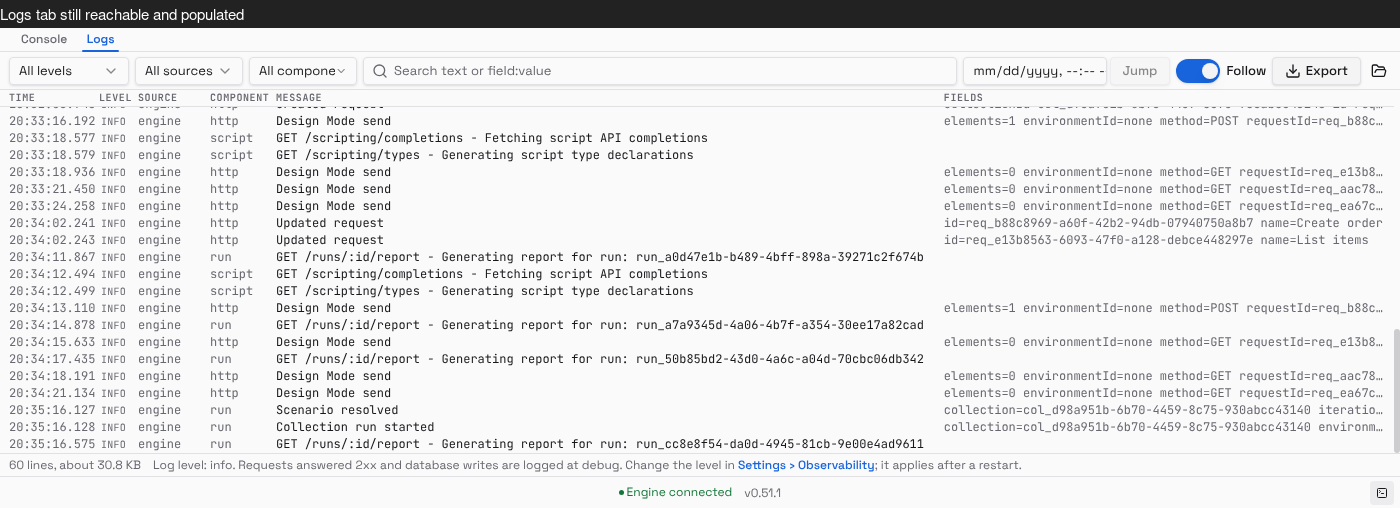 Logs tab still reachable and populated
Console Logs
All levels All sources All compone Search text or field:value mm/dd/yyyy, --:-- - Jump Follow Export
TIME LEVEL SOURCE COMPONENT MESSAGE FIELDS
20:33:16.192 INFO engine http Design Mode send elements=1 environmentId=none method=POST requestId=req_b88c…
20:33:18.577 INFO engine script GET /scripting/completions - Fetching script API completions
20:33:18.579 INFO engine script GET /scripting/types - Generating script type declarations
20:33:18.936 INFO engine http Design Mode send elements=0 environmentId=none method=GET requestId=req_e13b8…
20:33:21.450 INFO engine http Design Mode send elements=0 environmentId=none method=GET requestId=req_aac78…
20:33:24.258 INFO engine http Design Mode send elements=0 environmentId=none method=GET requestId=req_ea67c…
20:34:02.241 INFO engine http Updated request id=req_b88c8969-a60f-42b2-94db-07940750a8b7 name=Create order
20:34:02.243 INFO engine http Updated request id=req_e13b8563-6093-47f0-a128-debce448297e name=List items
20:34:11.867 INFO engine run GET /runs/:id/report - Generating report for run: run_a0d47e1b-b489-4bff-898a-39271c2f674b
20:34:12.494 INFO engine script GET /scripting/completions - Fetching script API completions
20:34:12.499 INFO engine script GET /scripting/types - Generating script type declarations
20:34:13.110 INFO engine http Design Mode send elements=1 environmentId=none method=POST requestId=req_b88c…
20:34:14.878 INFO engine run GET /runs/:id/report - Generating report for run: run_a7a9345d-4a06-4b7f-a354-30ee17a82cad
20:34:15.633 INFO engine http Design Mode send elements=0 environmentId=none method=GET requestId=req_e13b8…
20:34:17.435 INFO engine run GET /runs/:id/report - Generating report for run: run_50b85bd2-43d0-4a6c-a04d-70cbc06db342
20:34:18.191 INFO engine http Design Mode send elements=0 environmentId=none method=GET requestId=req_aac78…
20:34:21.134 INFO engine http Design Mode send elements=0 environmentId=none method=GET requestId=req_ea67c…
20:35:16.127 INFO engine run Scenario resolved collection=col_d98a951b-6b70-4459-8c75-930abcc43140 iteratio…
20:35:16.128 INFO engine run Collection run started collection=col_d98a951b-6b70-4459-8c75-930abcc43140 environm…
20:35:16.575 INFO engine run GET /runs/:id/report - Generating report for run: run_cc8e8f54-da0d-4945-81cb-9e00e4ad9611
60 lines, about 30.8 KB Log level: info. Requests answered 2xx and database writes are logged at debug. Change the level in Settings > Observability; it applies after a restart.
Engine connected v0.51.1